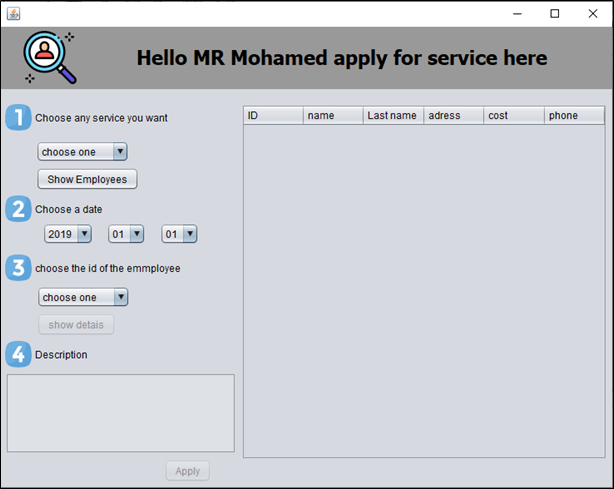 Hello MR Mohamed apply for service here
1 Choose any service you want
choose one
Show Employees
2 Choose a date
2019 01 01
3 choose the id of the emmployee
choose one
show detais
4 Description
Apply
ID name Last name adress cost phone